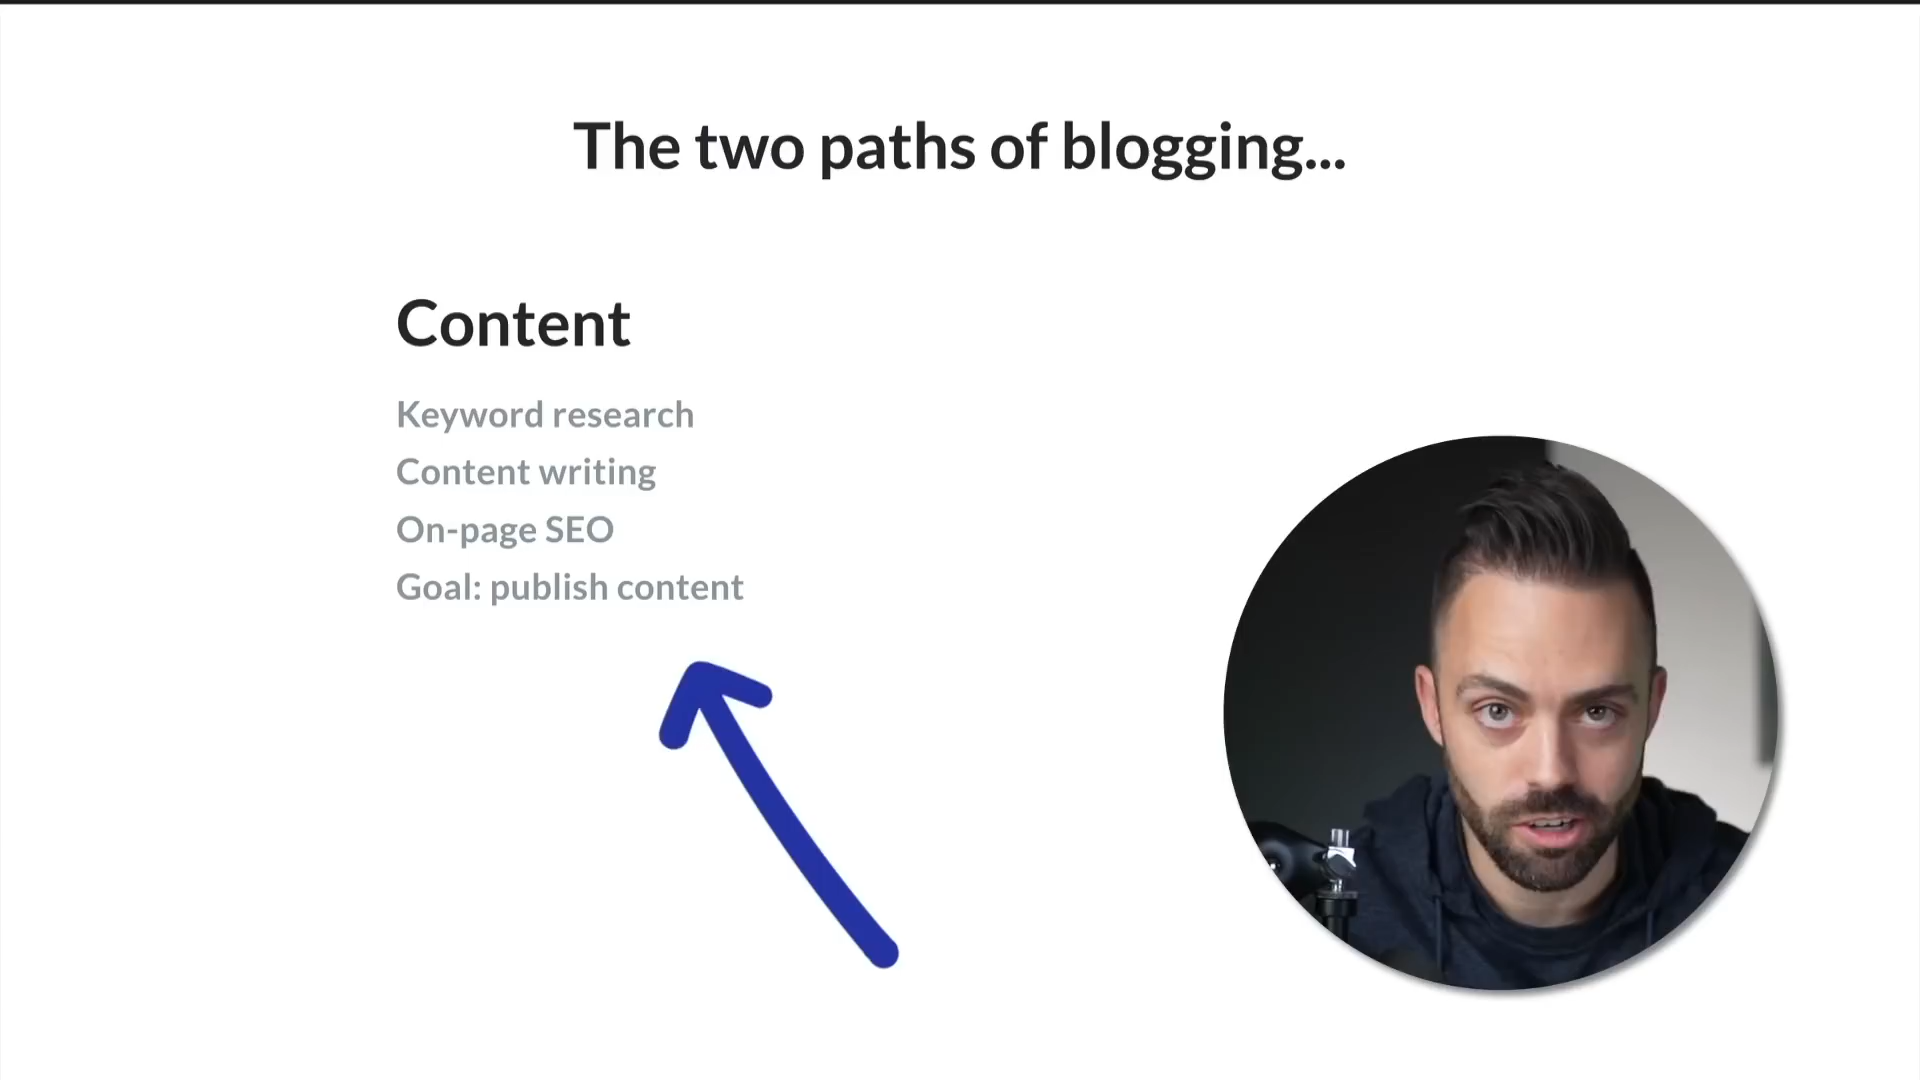 The two paths of blogging...
Content
Keyword research
Content writing
On-page SEO
Goal: publish content